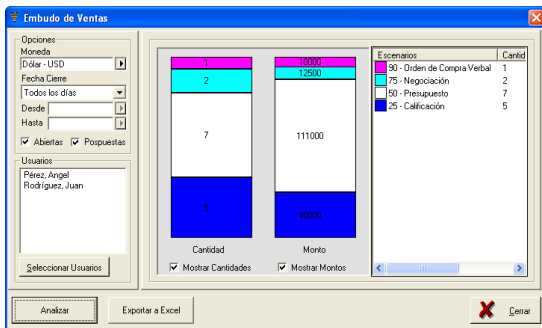 Embudo de Ventas
Opciones
Moneda
Dólar - USD
Fecha Cierre
Todos los días
Desde
Hasta
Abiertas Pospuestas
Usuarios
Pérez, Angel
Rodríguez, Juan
Seleccionar Usuarios
1
2
7
5
Cantidad
Mostrar Cantidades
10000
12500
111000
Monto
Mostrar Montos
Escenarios Cantid
90 - Orden de Compra Verbal 1
75 - Negociación 2
50 - Presupuesto 7
25 - Calificación 5
Analizar
Exportar a Excel
Cerrar